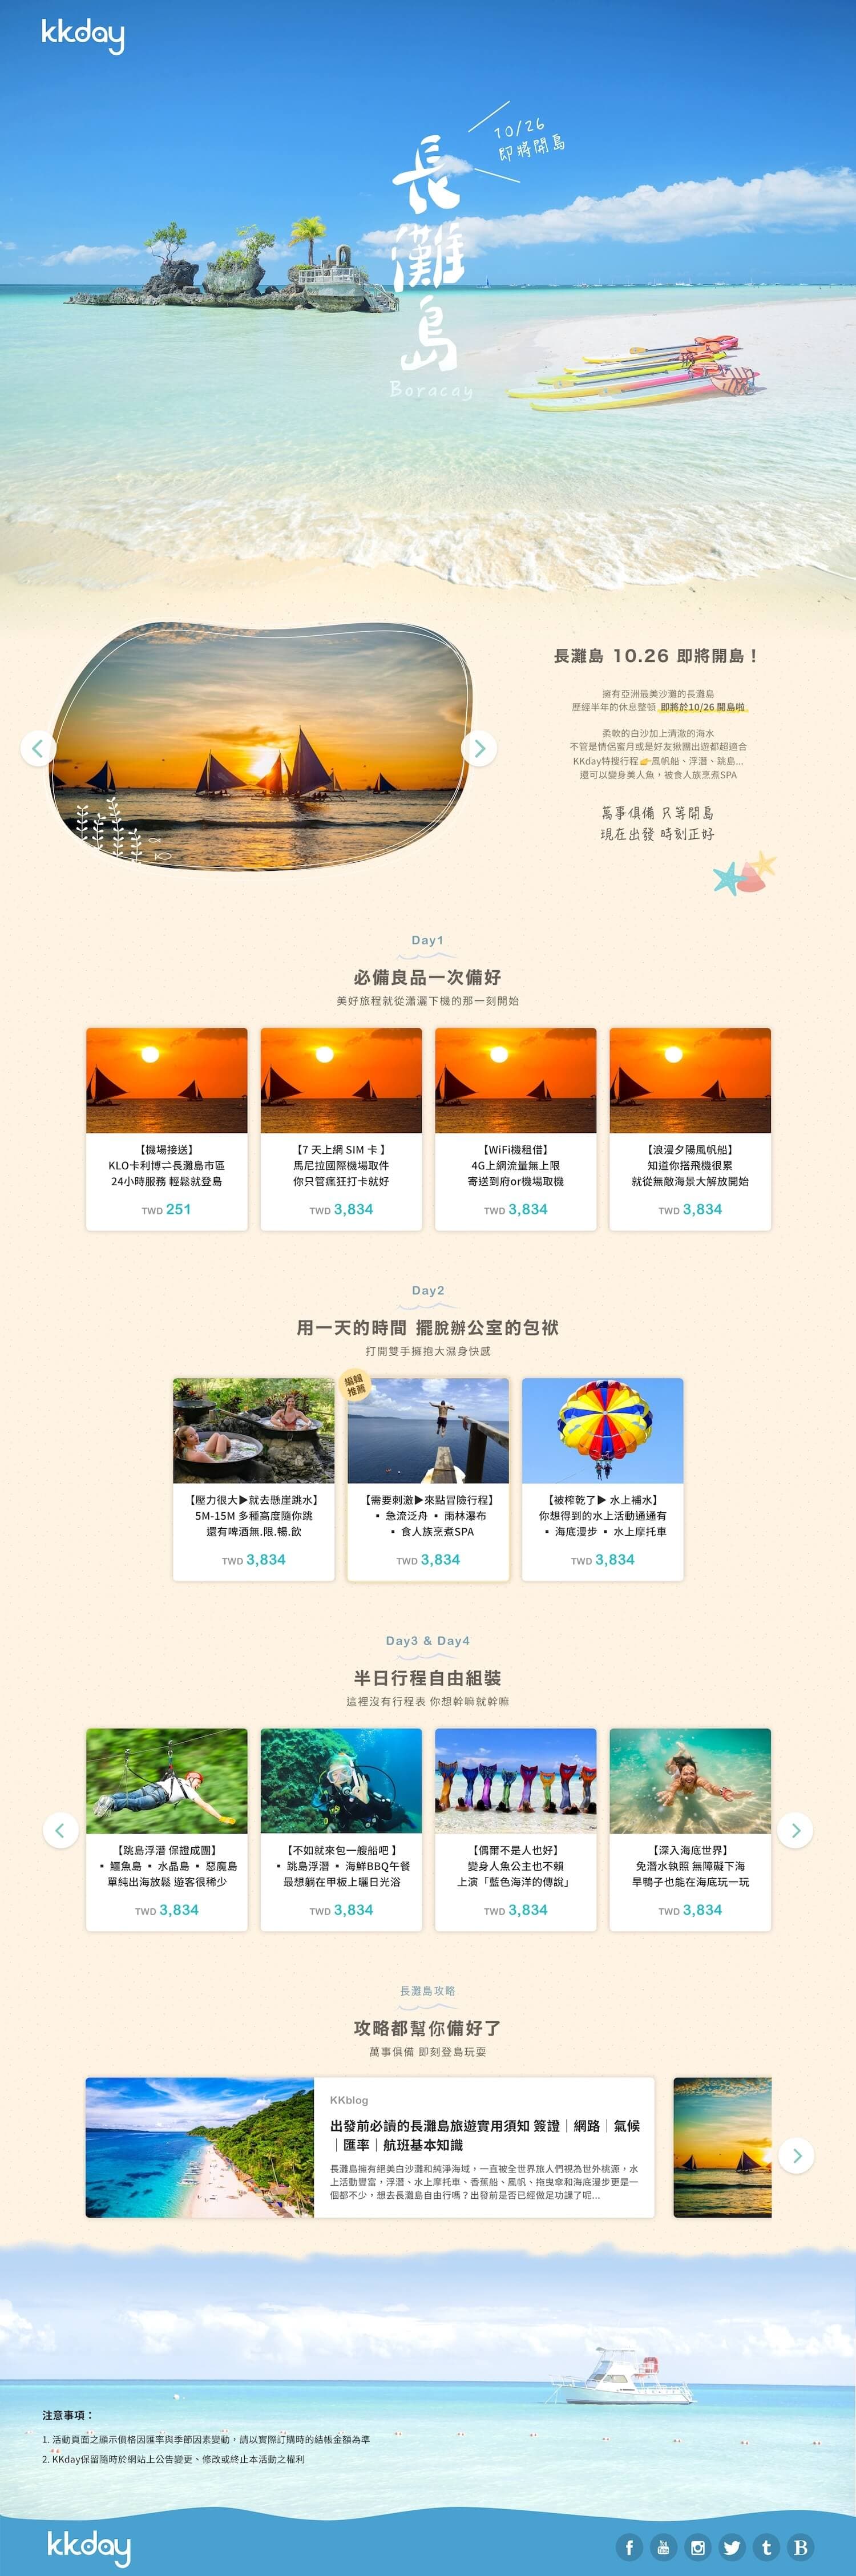 kkday
10/26
即將開島
長灘島
Boracay
長灘島 10.26 即將開島！
擁有亞洲最美沙灘的長灘島
歷經半年的休息整頓 即將於10/26 開島啦
柔軟的白沙加上清澈的海水
不管是情侶蜜月或是好友揪團出遊都超適合
KKday特搜行程👉風帆船、浮潛、跳島...
還可以變身美人魚，被食人族烹煮SPA
萬事俱備 只等開島
現在出發 時刻正好
Day1
必備良品一次備好
美好旅程就從瀟灑下機的那一刻開始
【機場接送】
KLO卡利博⇌長灘島市區
24小時服務 輕鬆就登島
TWD 251
【7 天上網 SIM 卡 】
馬尼拉國際機場取件
你只管瘋狂打卡就好
TWD 3,834
【WiFi機租借】
4G上網流量無上限
寄送到府or機場取機
TWD 3,834
【浪漫夕陽風帆船】
知道你搭飛機很累
就從無敵海景大解放開始
TWD 3,834
Day2
用一天的時間 擺脫辦公室的包袱
打開雙手擁抱大濕身快感
【壓力很大▶就去懸崖跳水】
5M-15M 多種高度隨你跳
還有啤酒無.限.暢.飲
TWD 3,834
編輯
推薦
【需要刺激▶來點冒險行程】
▪ 急流泛舟 ▪ 雨林瀑布
▪ 食人族烹煮SPA
TWD 3,834
【被榨乾了▶ 水上補水】
你想得到的水上活動通通有
▪ 海底漫步 ▪ 水上摩托車
TWD 3,834
Day3 & Day4
半日行程自由組裝
這裡沒有行程表 你想幹嘛就幹嘛
【跳島浮潛 保證成團】
▪ 鱷魚島 ▪ 水晶島 ▪ 惡魔島
單純出海放鬆 遊客很稀少
TWD 3,834
【不如就來包一艘船吧 】
▪ 跳島浮潛 ▪ 海鮮BBQ午餐
最想躺在甲板上曬日光浴
TWD 3,834
【偶爾不是人也好】
變身人魚公主也不賴
上演「藍色海洋的傳說」
TWD 3,834
【深入海底世界】
免潛水執照 無障礙下海
旱鴨子也能在海底玩一玩
TWD 3,834
長灘島攻略
攻略都幫你備好了
萬事俱備 即刻登島玩耍
KKblog
出發前必讀的長灘島旅遊實用須知 簽證｜網路｜氣候
｜匯率｜航班基本知識
長灘島擁有絕美白沙灘和純淨海域，一直被全世界旅人們視為世外桃源，水
上活動豐富，浮潛、水上摩托車、香蕉船、風帆、拖曳傘和海底漫步更是一
個都不少，想去長灘島自由行嗎？出發前是否已經做足功課了呢...
注意事項：
1. 活動頁面之顯示價格因匯率與季節因素變動，請以實際訂購時的結帳金額為準
2. KKday保留隨時於網站上公告變更、修改或終止本活動之權利
kkday
f
You
Tube
t
B